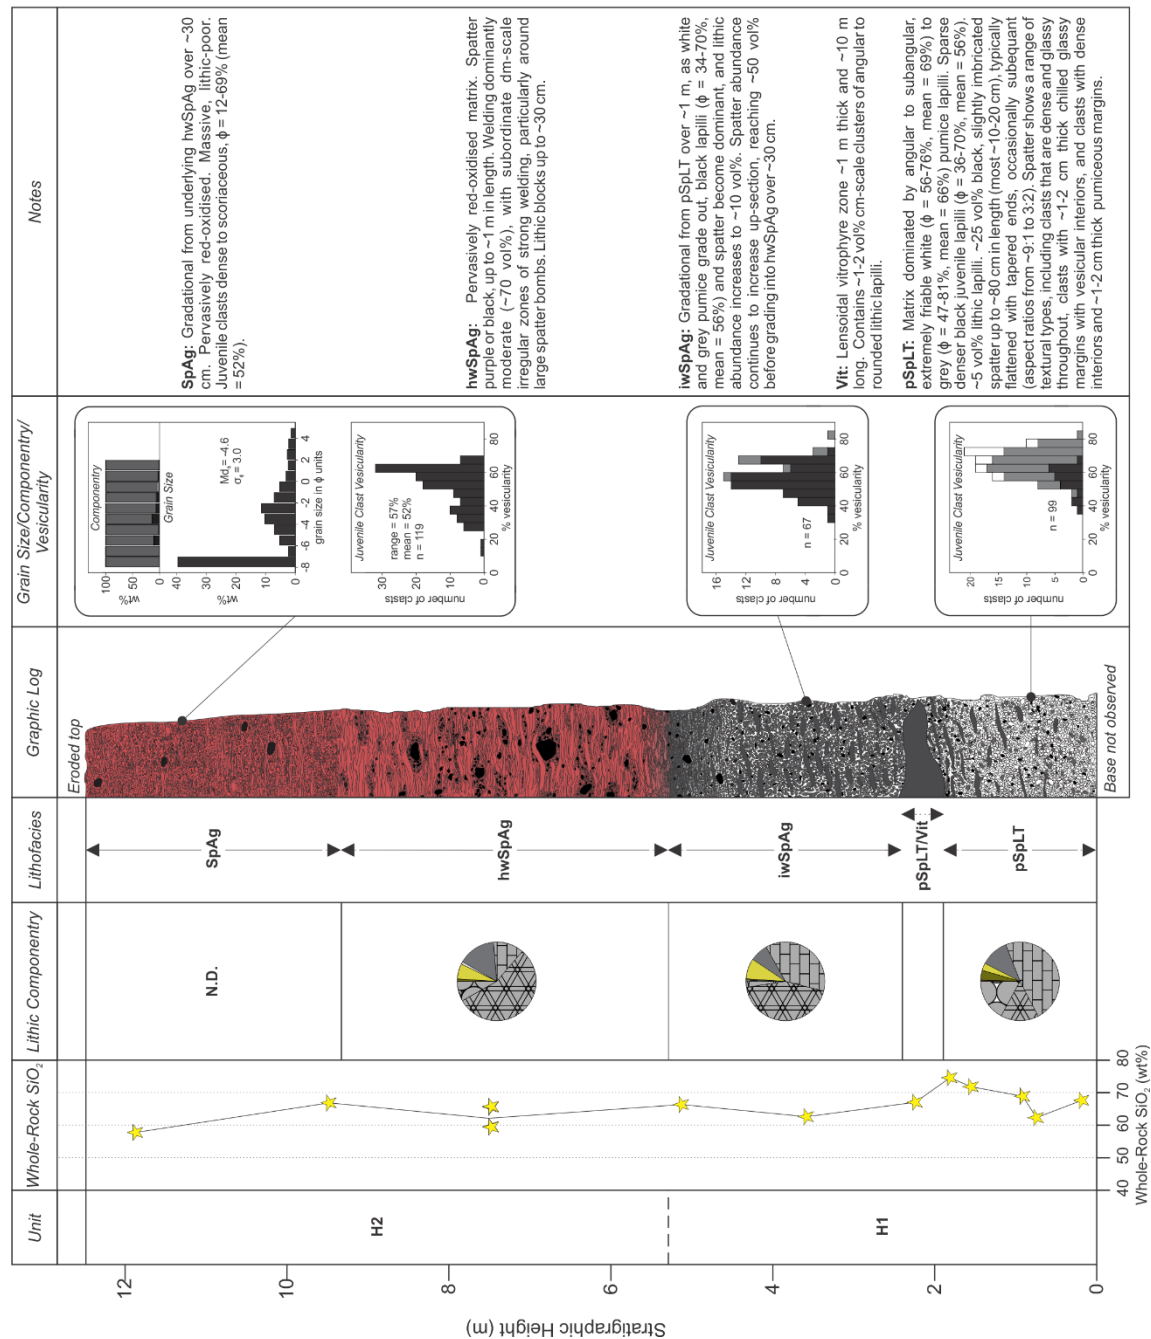 Notes
SpAg: Gradational from underlying hwSpAg over ~30
cm. Pervasively red-oxidised. Massive, lithic-poor.
Juvenile clasts dense to scoriaceous, ϕ = 12-69% (mean
= 52%).
hwSpAg: Pervasively red-oxidised matrix. Spatter
purple or black, up to ~1 m in length. Welding dominantly
moderate (~70 vol%), with subordinate dm-scale
irregular zones of strong welding, particularly around
large spatter bombs. Lithic blocks up to ~30 cm.
iwSpAg: Gradational from pSpLT over ~1 m, as white
and grey pumice grade out, black lapilli (ϕ = 34-70%,
mean = 56%) and spatter become dominant, and lithic
abundance increases to ~10 vol%. Spatter abundance
continues to increase up-section, reaching ~50 vol%
before grading into hwSpAg over ~30 cm.
Vit: Lensoidal vitrophyre zone ~1 m thick and ~10 m
long. Contains ~1-2 vol% cm-scale clusters of angular to
rounded lithic lapilli.
pSpLT: Matrix dominated by angular to subangular,
extremely friable white (ϕ = 56-76%, mean = 69%) to
grey (ϕ = 47-81%, mean = 66%) pumice lapilli. Sparse
denser black juvenile lapilli (ϕ = 36-70%, mean = 56%).
~5 vol% lithic lapilli. ~25 vol% black, slightly imbricated
spatter up to ~80 cm in length (most ~10-20 cm), typically
flattened with tapered ends, occasionally subequant
(aspect ratios from ~9:1 to 3:2). Spatter shows a range of
textural types, including clasts that are dense and glassy
throughout, clasts with ~1-2 cm thick chilled glassy
margins with vesicular interiors, and clasts with dense
interiors and ~1-2 cm thick pumiceous margins.
Grain Size/Componentry/
Vesicularity
Componentry
wt%
100
50
0
Grain Size
Md ϕ = -4.6
σ ϕ = 3.0
wt%
40
20
0
-8
-6
-4
-2
0
2
4
grain size in ϕ units
Juvenile Clast Vesicularity
range = 57%
mean = 52%
n = 119
number of clasts
30
20
10
0
0
20
40
60
80
% vesicularity
Juvenile Clast Vesicularity
n = 67
number of clasts
16
12
8
4
0
0
20
40
60
80
% vesicularity
Juvenile Clast Vesicularity
n = 99
number of clasts
20
15
10
5
0
0
20
40
60
80
% vesicularity
Graphic Log
Eroded top
Base not observed
Lithofacies
SpAg
hwSpAg
iwSpAg
pSpLT/Vit
pSpLT
Lithic Componentry
N.D.
Whole-Rock SiO₂
80
70
60
50
40
Whole-Rock SiO₂ (wt%)
Unit
H2
H1
12
10
8
6
4
2
0
Stratigraphic Height (m)